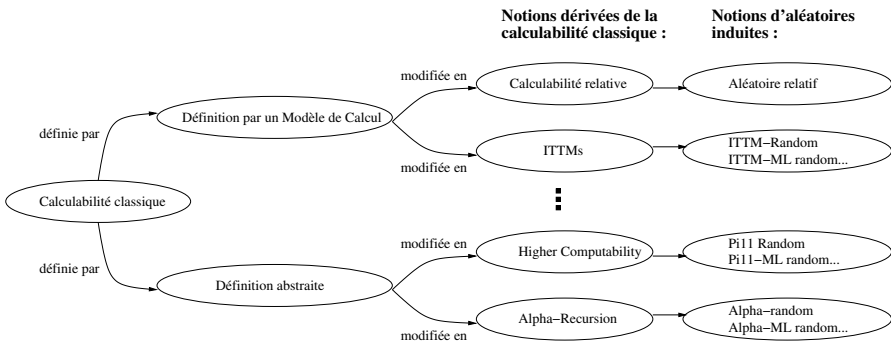 Notions dérivées de la
calculabilité classique :
Notions d'aléatoires
induites :
modifiée en
Calculabilité relative
Aléatoire relatif
définie par
Définition par un Modèle de Calcul
modifiée en
ITTMs
ITTM−Random
ITTM−ML random...
Calculabilité classique
modifiée en
Higher Computability
Pi11 Random
Pi11−ML random...
définie par
Définition abstraite
modifiée en
Alpha−Recursion
Alpha−random
Alpha−ML random...